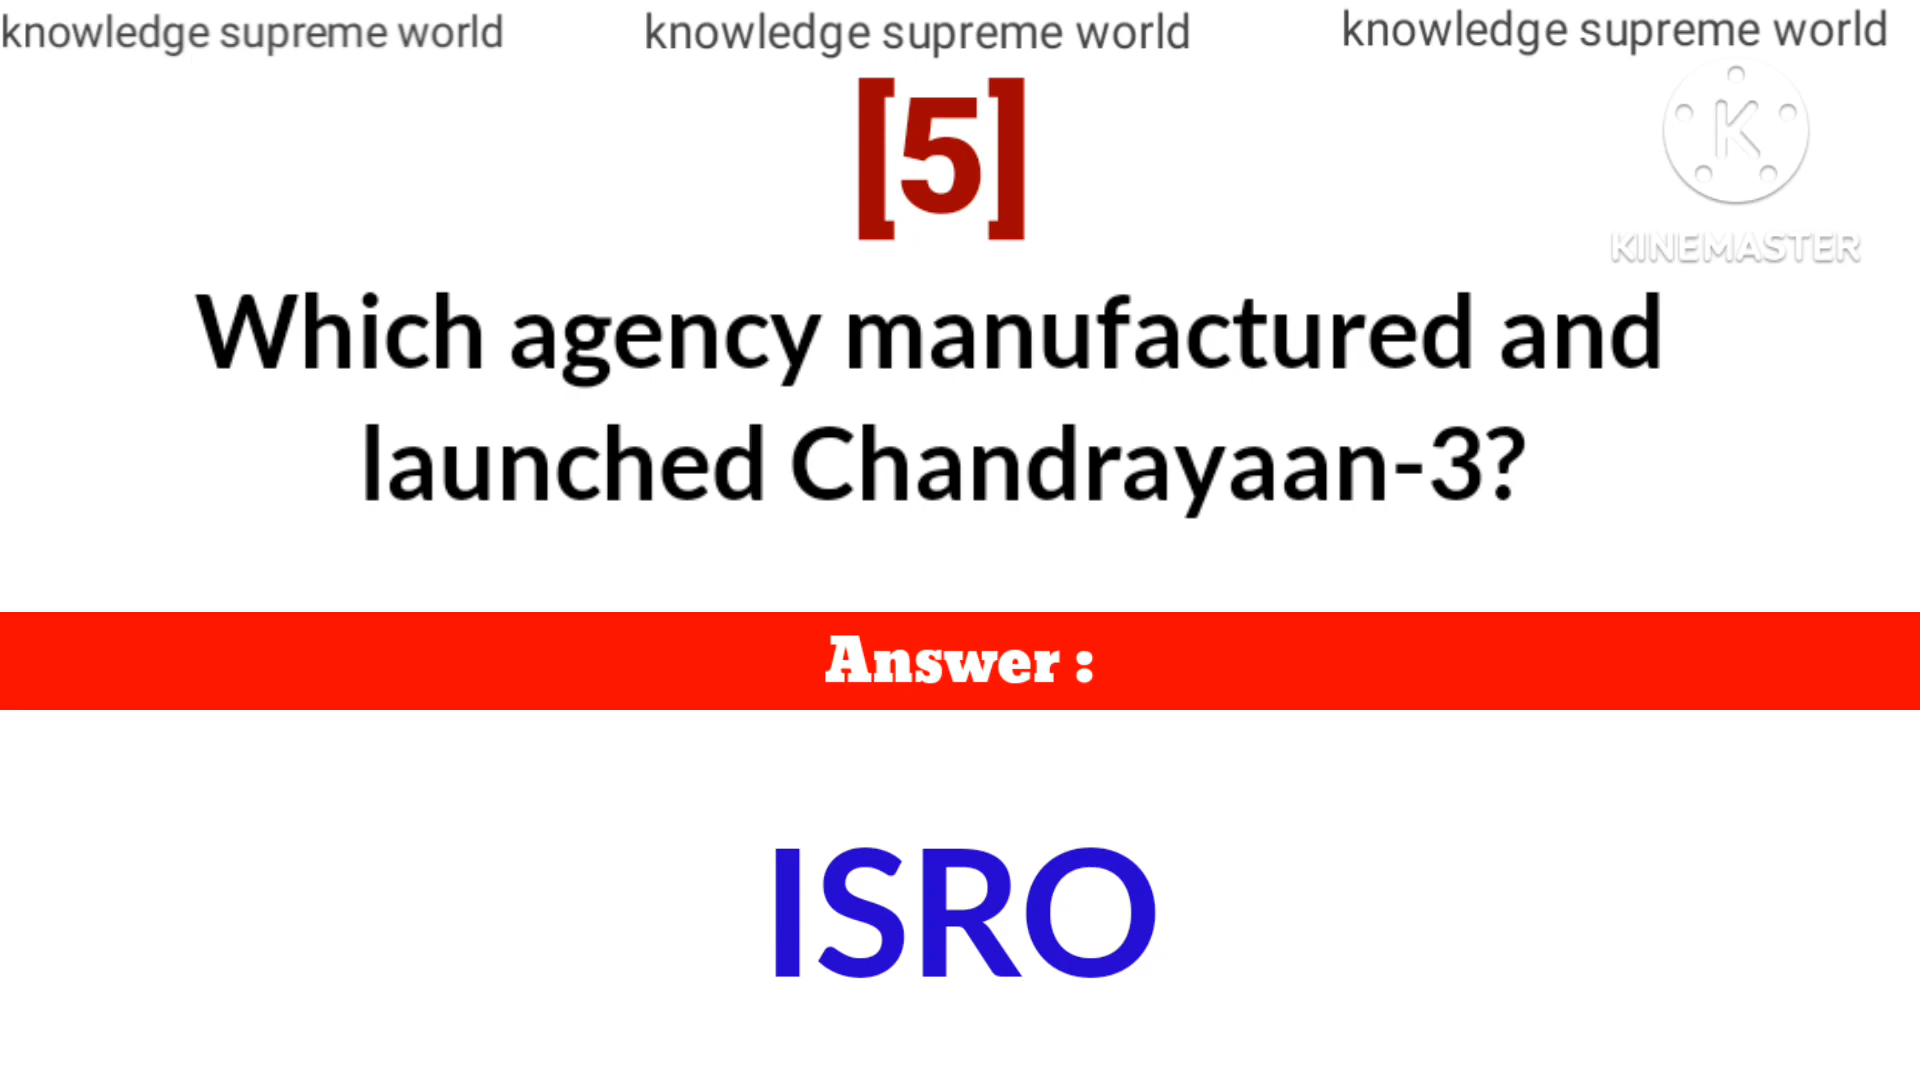 knowledge supreme world knowledge supreme world knowledge supreme world
[5]
K
KINEMASTER
Which agency manufactured and
launched Chandrayaan-3?
Answer :
ISRO